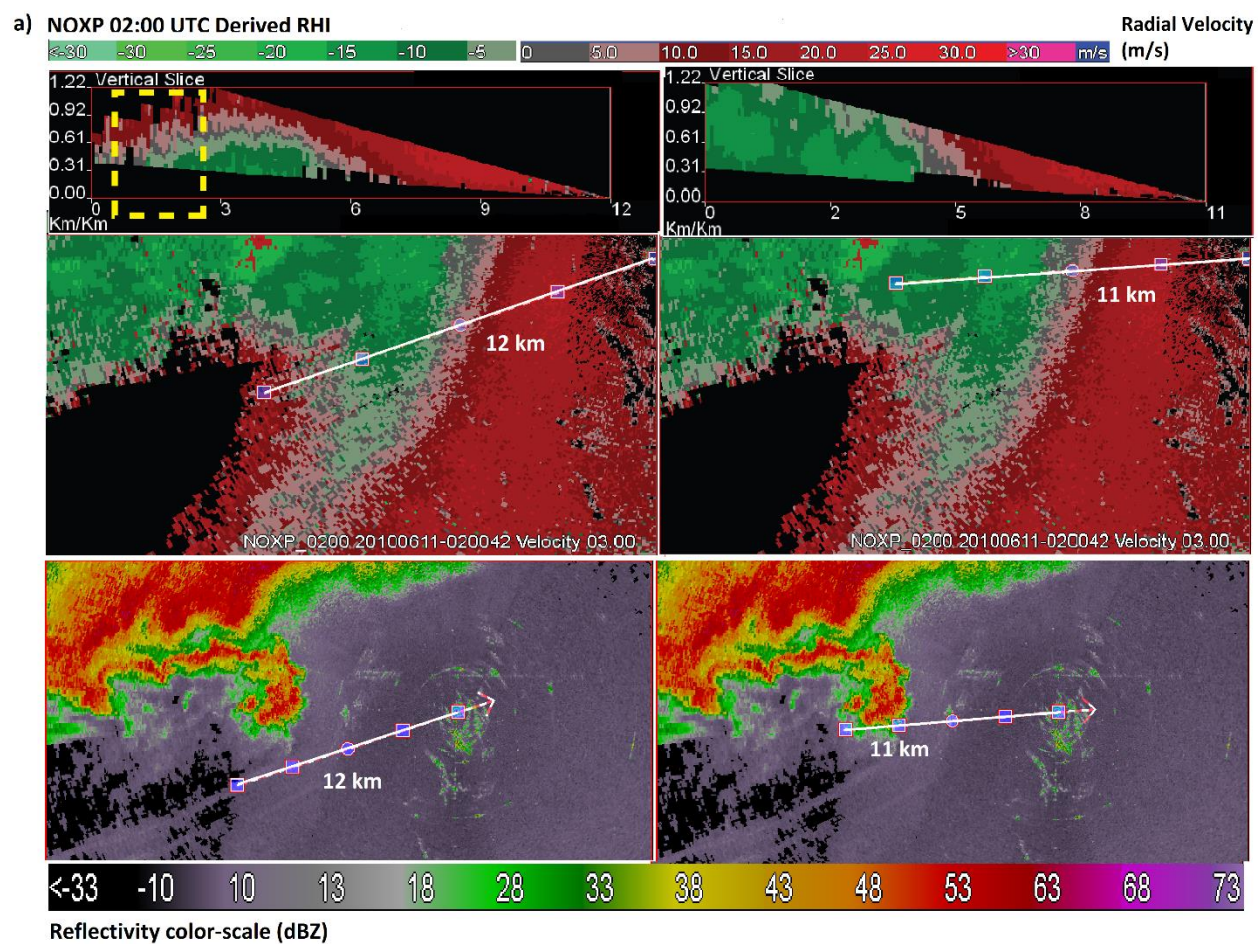 a) NOXP 02:00 UTC Derived RHI
Radial Velocity
(m/s)
<-30 -30 -25 -20 -15 -10 -5 0 5.0 10.0 15.0 20.0 25.0 30.0 >30 m/s
Vertical Slice
1.22
0.92
0.61
0.31
0.00
0 3 6 9 12
Km/Km
Vertical Slice
1.22
0.92
0.61
0.31
0.00
0 2 5 8 11
Km/Km
12 km
NOXP_0200.20100611-020042 Velocity 03.00
11 km
NOXP_0200.20100611-020042 Velocity 03.00
12 km
11 km
<-33 -10 10 13 18 28 33 38 43 48 53 63 68 73
Reflectivity color-scale (dBZ)